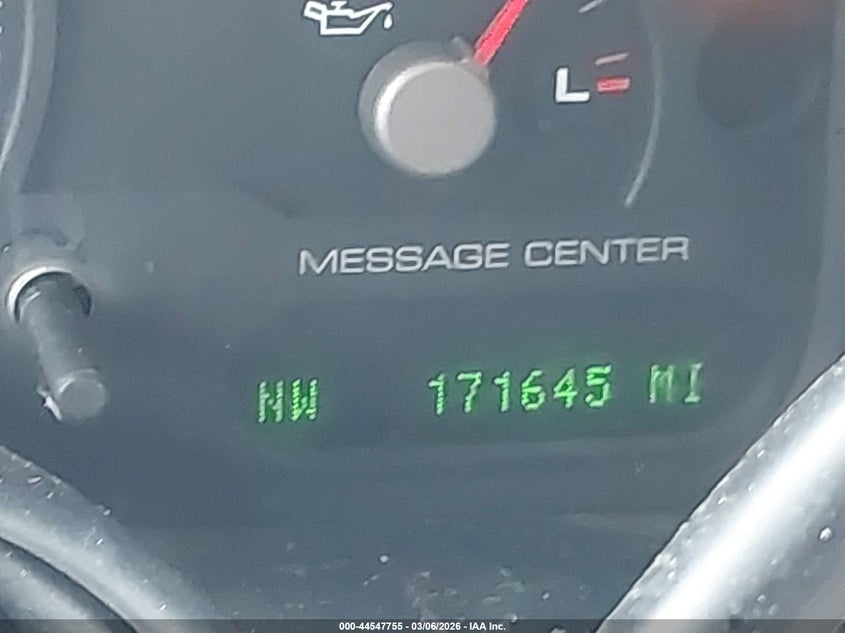 L
MESSAGE CENTER
NW 171645 MI
000-44547755 - 03/06/2026 - IAA Inc.